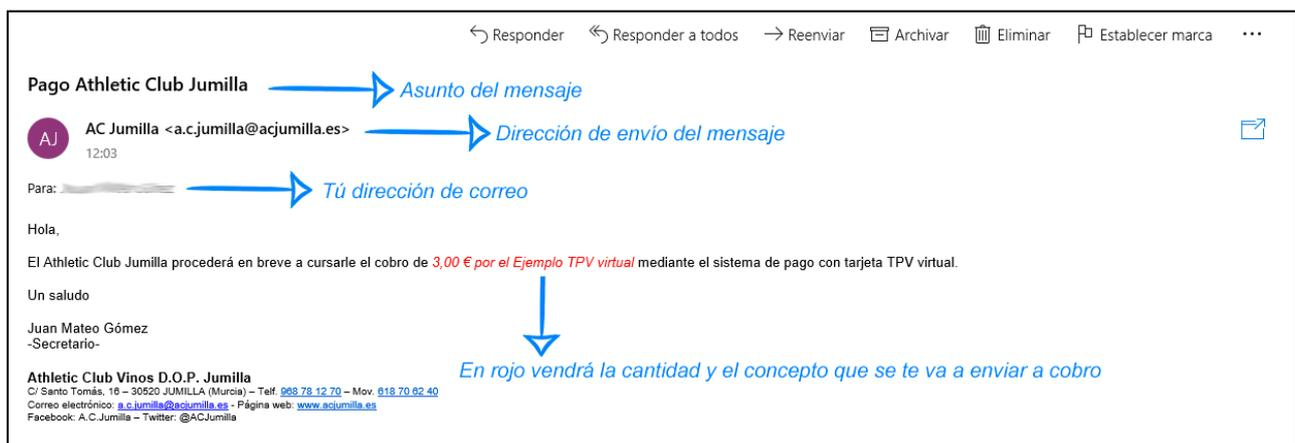 Responder Responder a todos Reenviar Archivar Eliminar Establecer marca ...
Pago Athletic Club Jumilla Asunto del mensaje
AJ AC Jumilla <a.c.jumilla@acjumilla.es> Dirección de envío del mensaje
12:03
Para: Tú dirección de correo
Hola,
El Athletic Club Jumilla procederá en breve a cursarle el cobro de 3,00 € por el Ejemplo TPV virtual mediante el sistema de pago con tarjeta TPV virtual.
Un saludo
Juan Mateo Gómez
-Secretario-
En rojo vendrá la cantidad y el concepto que se te va a enviar a cobro
Athletic Club Vinos D.O.P. Jumilla
C/ Santo Tomás, 16 – 30520 JUMILLA (Murcia) – Telf. 968 78 12 70 – Mov. 618 70 62 40
Correo electrónico: a.c.jumilla@acjumilla.es - Página web: www.acjumilla.es
Facebook: A.C.Jumilla – Twitter: @ACJumilla